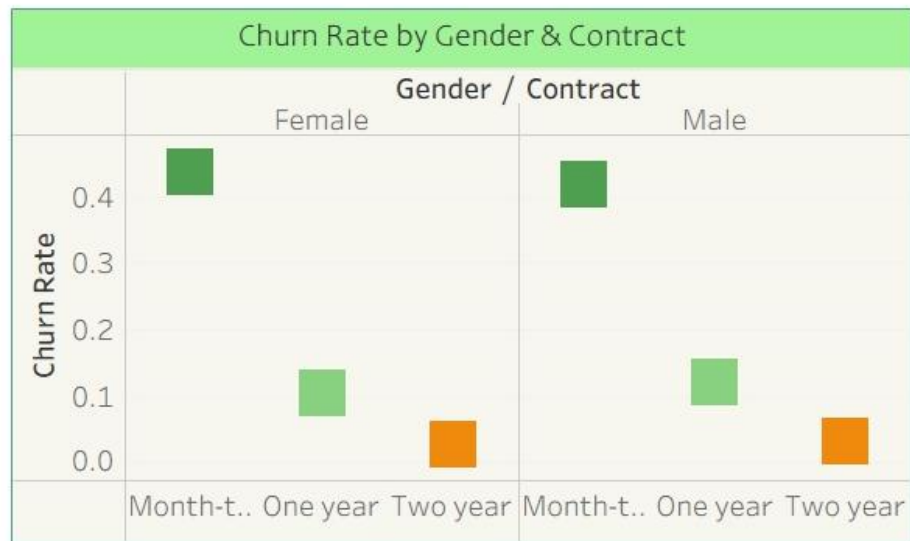 Churn Rate by Gender & Contract
Gender / Contract
Female
Male
Churn Rate
0.4
0.3
0.2
0.1
0.0
Month-t.. One year Two year Month-t.. One year Two year